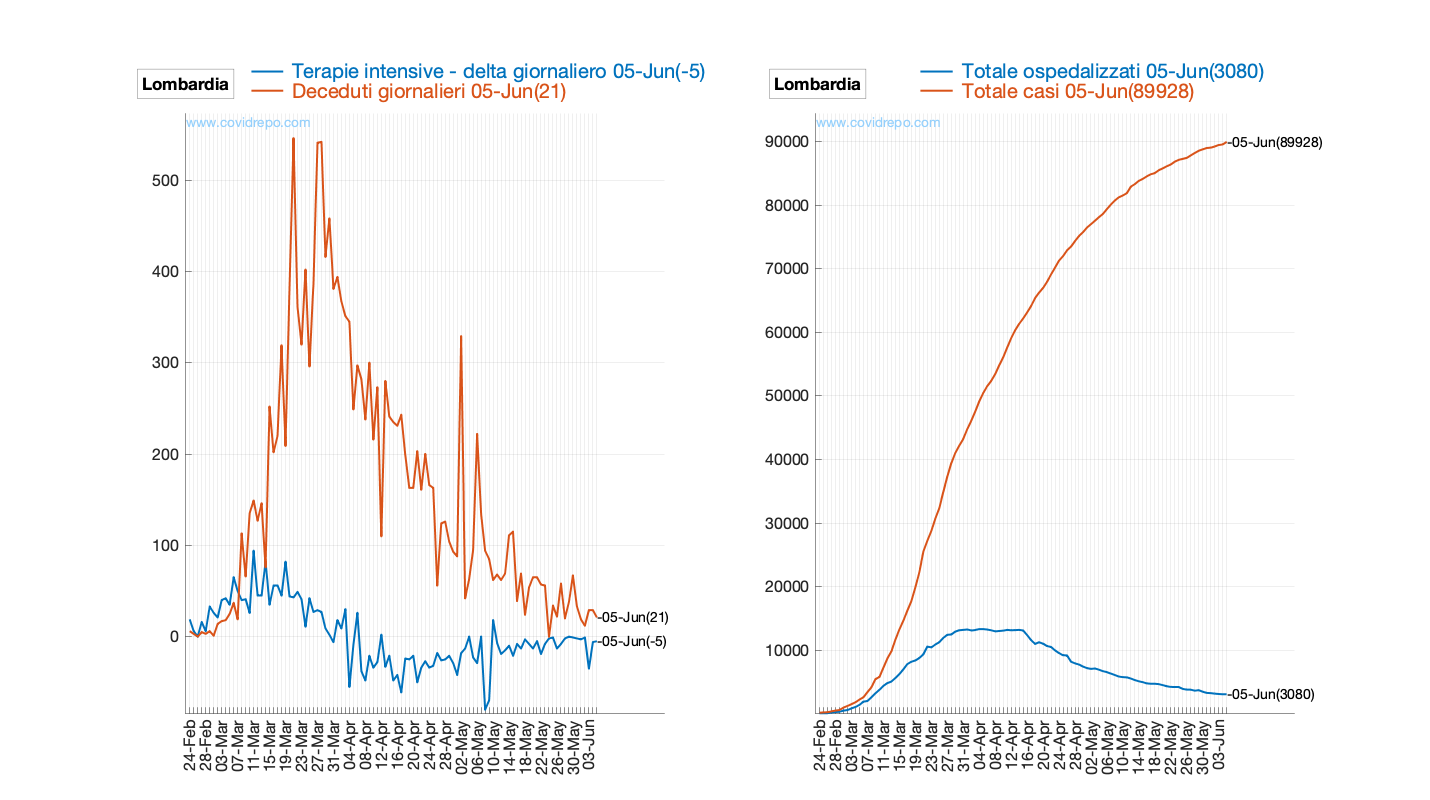 Lombardia
Terapie intensive - delta giornaliero 05-Jun(-5)
Deceduti giornalieri 05-Jun(21)
www.covidrepo.com
500
400
300
200
100
0
-05-Jun(21)
-05-Jun(-5)
24-Feb
28-Feb
03-Mar
07-Mar
11-Mar
15-Mar
19-Mar
23-Mar
27-Mar
31-Mar
04-Apr
08-Apr
12-Apr
16-Apr
20-Apr
24-Apr
28-Apr
02-May
06-May
10-May
14-May
18-May
22-May
26-May
30-May
03-Jun
Lombardia
Totale ospedalizzati 05-Jun(3080)
Totale casi 05-Jun(89928)
www.covidrepo.com
90000
80000
70000
60000
50000
40000
30000
20000
10000
-05-Jun(89928)
-05-Jun(3080)
24-Feb
28-Feb
03-Mar
07-Mar
11-Mar
15-Mar
19-Mar
23-Mar
27-Mar
31-Mar
04-Apr
08-Apr
12-Apr
16-Apr
20-Apr
24-Apr
28-Apr
02-May
06-May
10-May
14-May
18-May
22-May
26-May
30-May
03-Jun